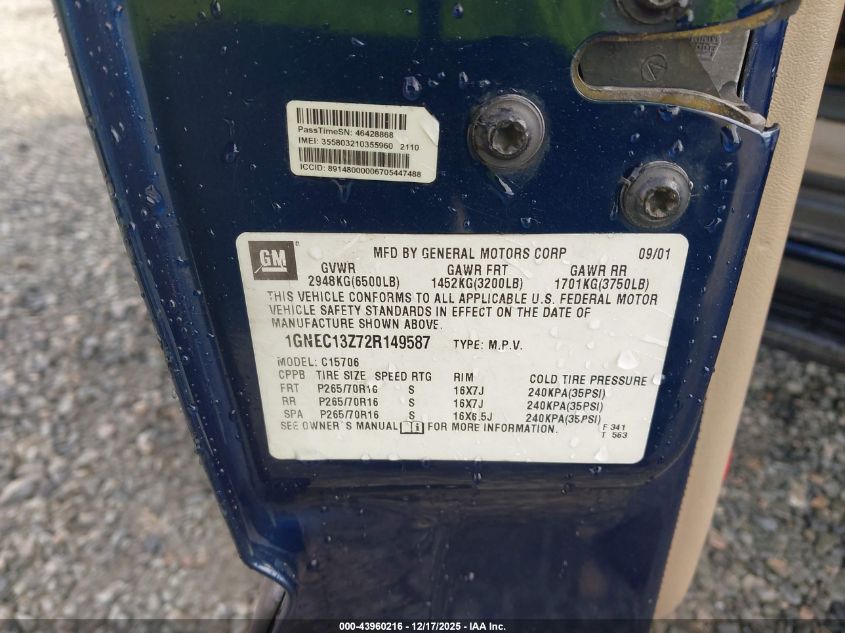 PassTimeSN: 46428868
IMEI: 355803210355960 2110
ICCID: 89148000006705447488
GM
MFD BY GENERAL MOTORS CORP 09/01
GVWR GAWR FRT GAWR RR
2948KG(6500LB) 1452KG(3200LB) 1701KG(3750LB)
THIS VEHICLE CONFORMS TO ALL APPLICABLE U.S. FEDERAL MOTOR
VEHICLE SAFETY STANDARDS IN EFFECT ON THE DATE OF
MANUFACTURE SHOWN ABOVE.
1GNEC13Z72R149587 TYPE: M.P.V.
MODEL: C15706
CPPB TIRE SIZE SPEED RTG RIM COLD TIRE PRESSURE
FRT P265/70R16 S 16X7J 240KPA(35PSI)
RR P265/70R16 S 16X7J 240KPA(35PSI)
SPA P265/70R16 S 16X6.5J 240KPA(35PSI)
SEE OWNER'S MANUAL FOR MORE INFORMATION.
F 341
T 563
000-43960216 - 12/17/2025 - IAA Inc.